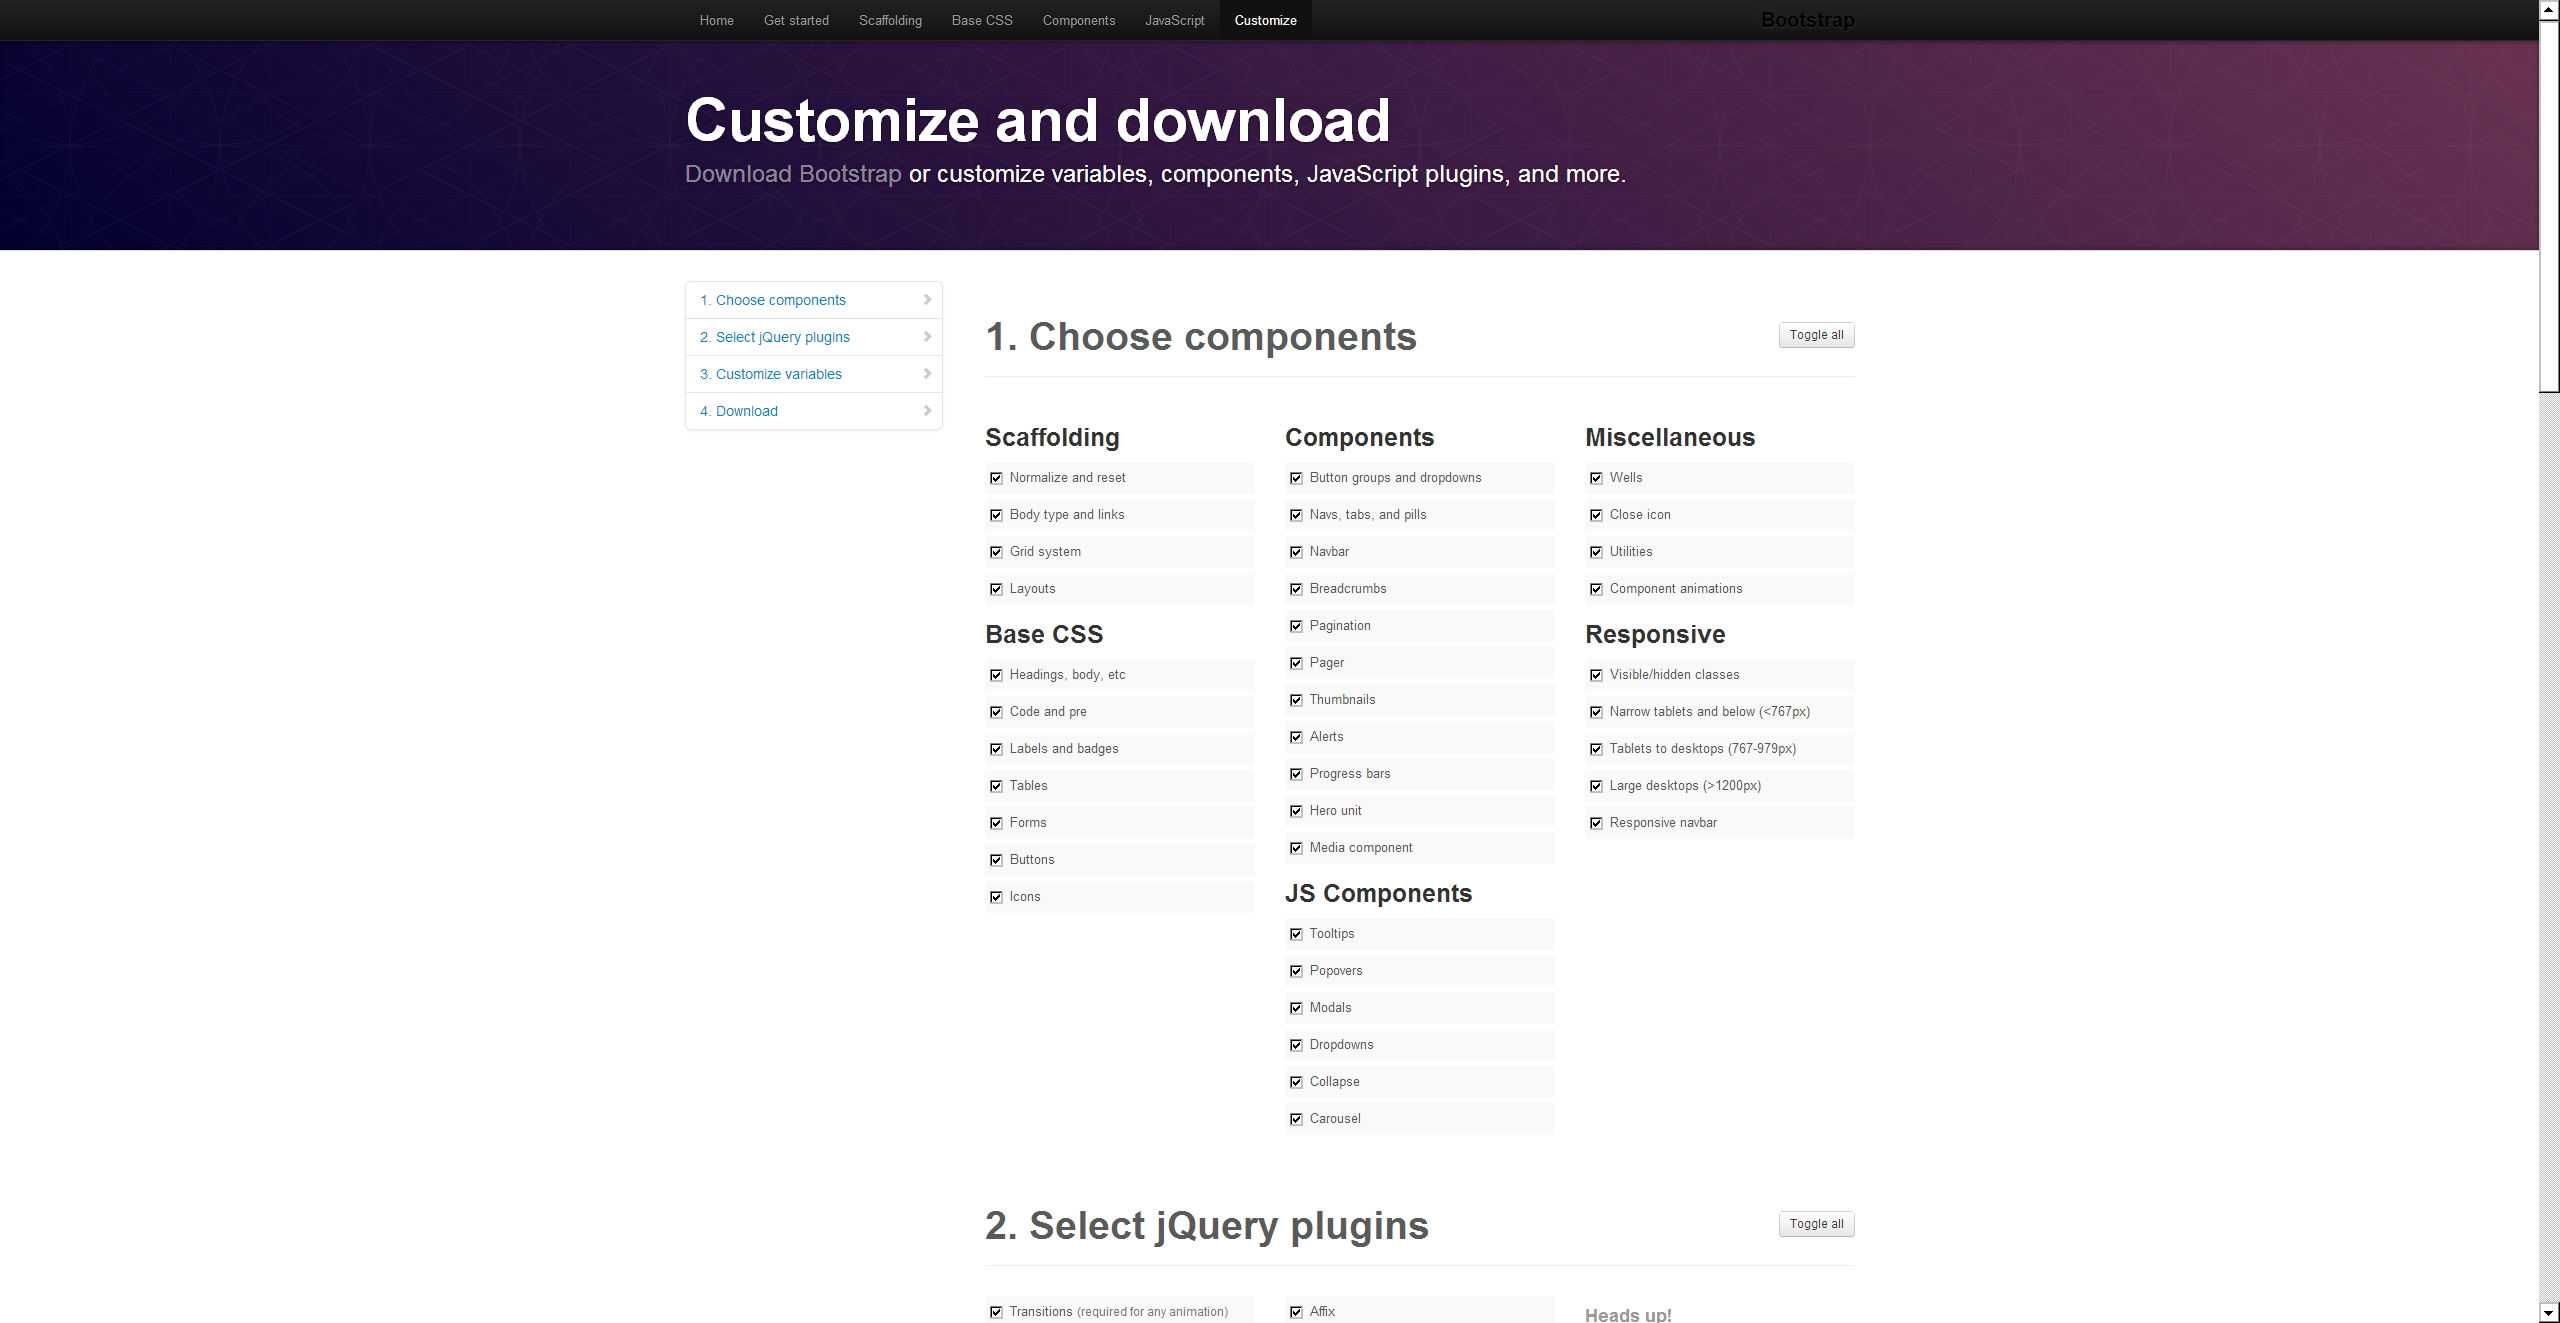 Home Get started Scaffolding Base CSS Components JavaScript Customize Bootstrap
Customize and download
Download Bootstrap or customize variables, components, JavaScript plugins, and more.
1. Choose components
2. Select jQuery plugins
3. Customize variables
4. Download
1. Choose components
Toggle all
Scaffolding
Normalize and reset
Body type and links
Grid system
Layouts
Base CSS
Headings, body, etc
Code and pre
Labels and badges
Tables
Forms
Buttons
Icons
Components
Button groups and dropdowns
Navs, tabs, and pills
Navbar
Breadcrumbs
Pagination
Pager
Thumbnails
Alerts
Progress bars
Hero unit
Media component
JS Components
Tooltips
Popovers
Modals
Dropdowns
Collapse
Carousel
Miscellaneous
Wells
Close icon
Utilities
Component animations
Responsive
Visible/hidden classes
Narrow tablets and below (<767px)
Tablets to desktops (767-979px)
Large desktops (>1200px)
Responsive navbar
2. Select jQuery plugins
Toggle all
Transitions (required for any animation)
Affix
Heads up!